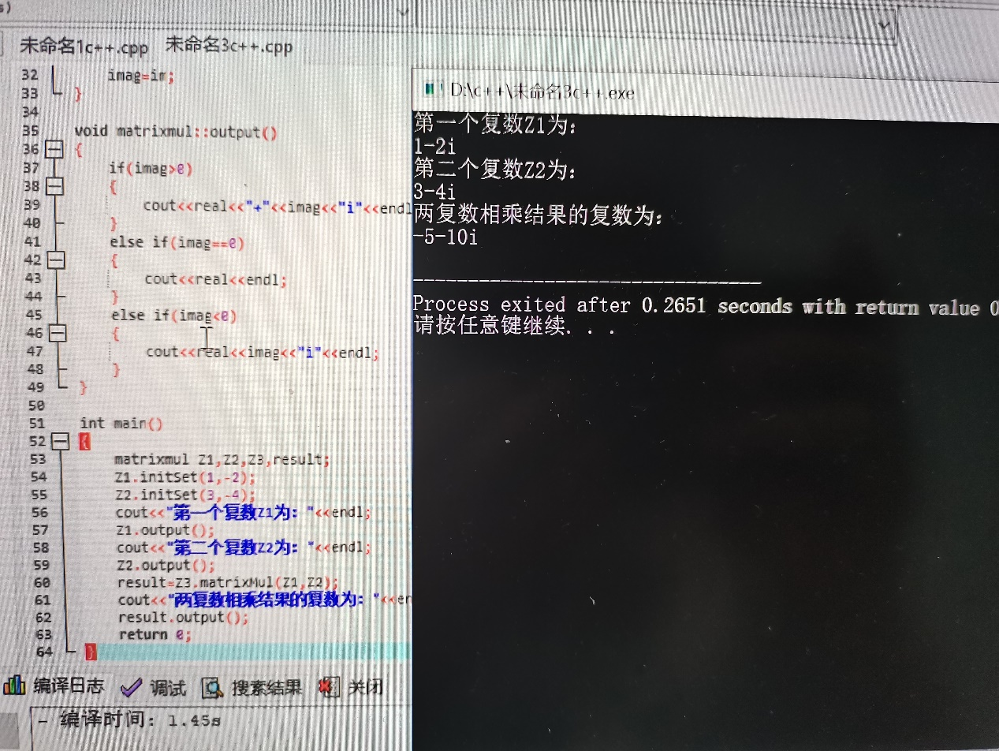 未命名1c++.cpp 未命名3c++.cpp
32 imag=im;
33 }
34
35 void matrixmul::output()
36 {
37 if(imag>0)
38 {
39 cout<<real<<"+"<<imag<<"i"<<endl
40 }
41 else if(imag==0)
42 {
43 cout<<real<<endl;
44 }
45 else if(imag<0)
46 {
47 cout<<real<<imag<<"i"<<endl;
48 }
49 }
50
51 int main()
52 {
53 matrixmul Z1,Z2,Z3,result;
54 Z1.initSet(1,-2);
55 Z2.initSet(3,-4);
56 cout<<"第一个复数Z1为: "<<endl;
57 Z1.output();
58 cout<<"第二个复数Z2为: "<<endl;
59 Z2.output();
60 result=Z3.matrixMul(Z1,Z2);
61 cout<<"两复数相乘结果的复数为: "<<en
62 result.output();
63 return 0;
64 }
编译日志 调试 搜索结果 关闭
- 编译时间: 1.45s
D:\c++\未命名3c++.exe
第一个复数Z1为:
1-2i
第二个复数Z2为:
3-4i
两复数相乘结果的复数为:
-5-10i
--------------------------------
Process exited after 0.2651 seconds with return value 0
请按任意键继续. . .